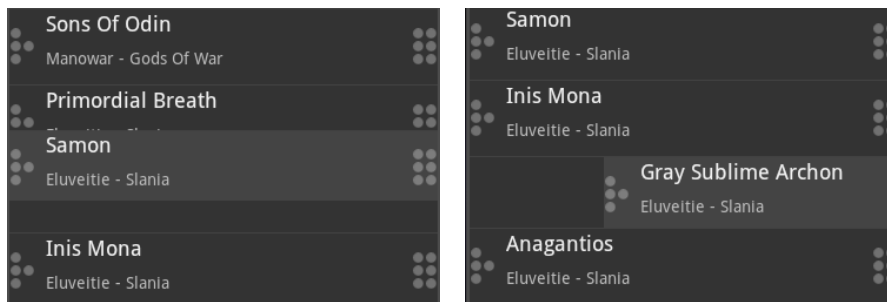 Sons Of Odin
Manowar - Gods Of War
Primordial Breath
Samon
Eluveitie - Slania
Inis Mona
Eluveitie - Slania
Samon
Eluveitie - Slania
Inis Mona
Eluveitie - Slania
Gray Sublime Archon
Eluveitie - Slania
Anagantios
Eluveitie - Slania